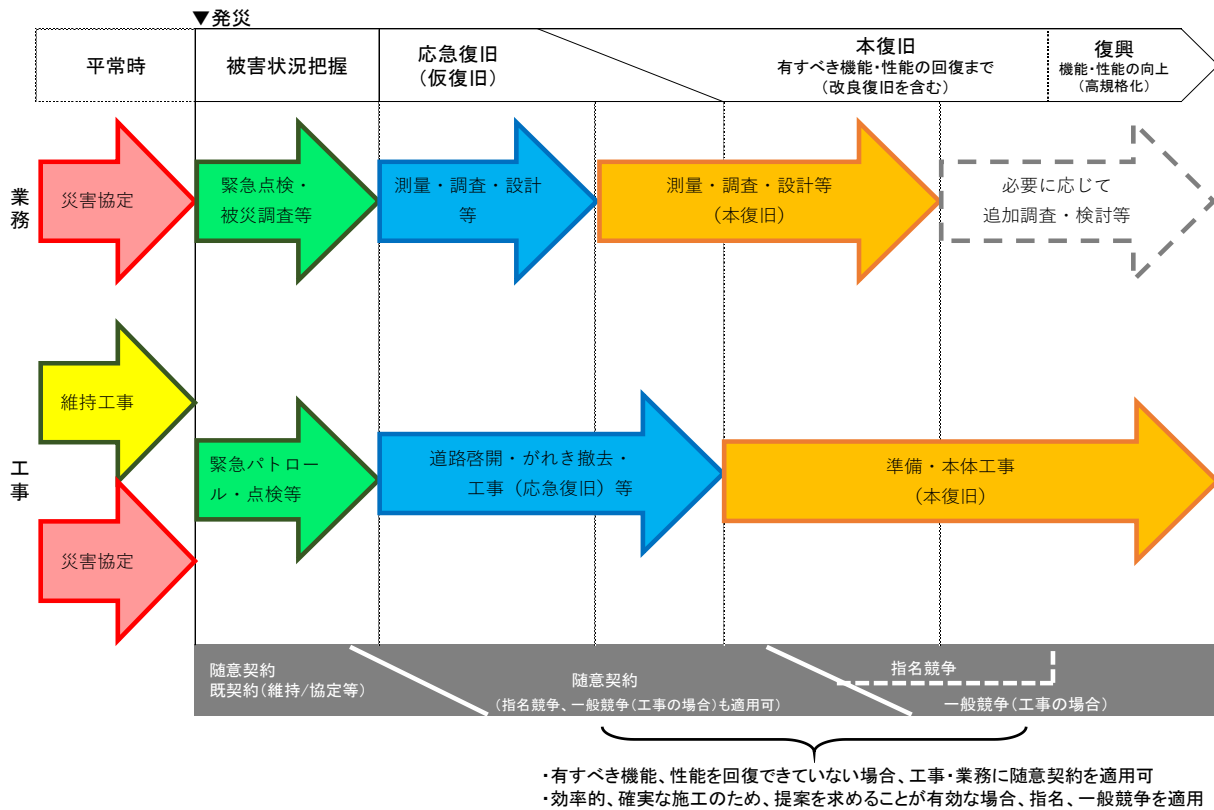 ▼発災
平常時
被害状況把握
応急復旧
(仮復旧)
本復旧
有すべき機能・性能の回復まで
(改良復旧を含む)
復興
機能・性能の向上
(高規格化)
業務
災害協定
緊急点検・
被災調査等
測量・調査・設計
等
測量・調査・設計等
(本復旧)
必要に応じて
追加調査・検討等
工事
維持工事
災害協定
緊急パトロー
ル・点検等
道路啓開・がれき撤去・
工事(応急復旧)等
準備・本体工事
(本復旧)
随意契約
既契約(維持/協定等)
随意契約
(指名競争、一般競争(工事の場合)も適用可)
指名競争
一般競争(工事の場合)
・有すべき機能、性能を回復できていない場合、工事・業務に随意契約を適用可
・効率的、確実な施工のため、提案を求めることが有効な場合、指名、一般競争を適用